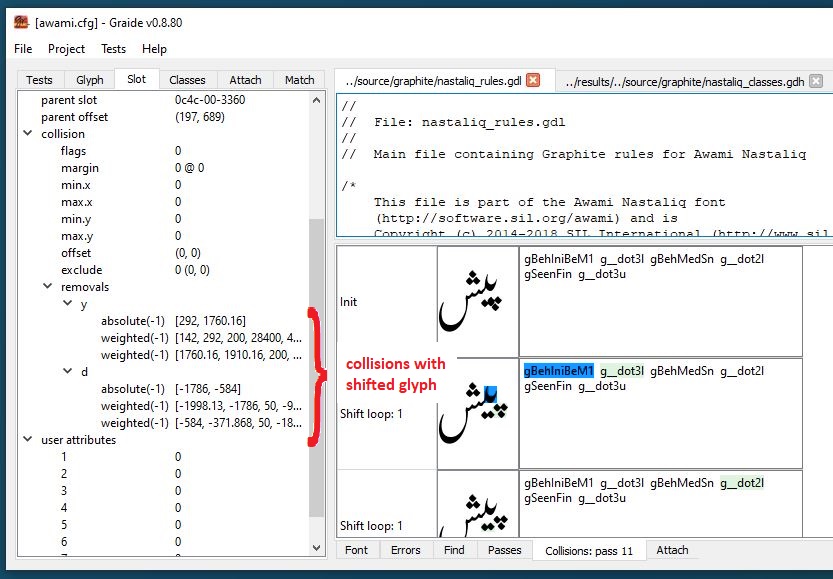 [awami.cfg] - Graide v0.8.80
File Project Tests Help
Tests Glyph Slot Classes Attach Match
parent slot 0c4c-00-3360
parent offset (197, 689)
collision
flags 0
margin 0 @ 0
min.x 0
max.x 0
min.y 0
max.y 0
offset (0, 0)
exclude 0 (0, 0)
removals
y
absolute(-1) [292, 1760.16]
weighted(-1) [142, 292, 200, 28400, 4...
weighted(-1) [1760.16, 1910.16, 200, ...
d
absolute(-1) [-1786, -584]
weighted(-1) [-1998.13, -1786, 50, -9...
weighted(-1) [-584, -371.868, 50, -18...
user attributes
1 0
2 0
3 0
4 0
5 0
6 0
collisions with
shifted glyph
../source/graphite/nastaliq_rules.gdl ../results/../source/graphite/nastaliq_classes.gdh
//
// File: nastaliq_rules.gdl
//
// Main file containing Graphite rules for Awami Nastaliq
/*
This file is part of the Awami Nastaliq font
(http://software.sil.org/awami) and is
Copyright (c) 2014-2018 SIL International (http://www.sil
Init
پیش
gBehIniBeM1 g__dot3l gBehMedSn g__dot2l
gSeenFin g__dot3u
Shift loop: 1
پیش
gBehIniBeM1 g__dot3l gBehMedSn g__dot2l
gSeenFin g__dot3u
Shift loop: 1
پیش
gBehIniBeM1 g__dot3l gBehMedSn g__dot2l
gSeenFin g__dot3u
Font Errors Find Passes Collisions: pass 11 Attach